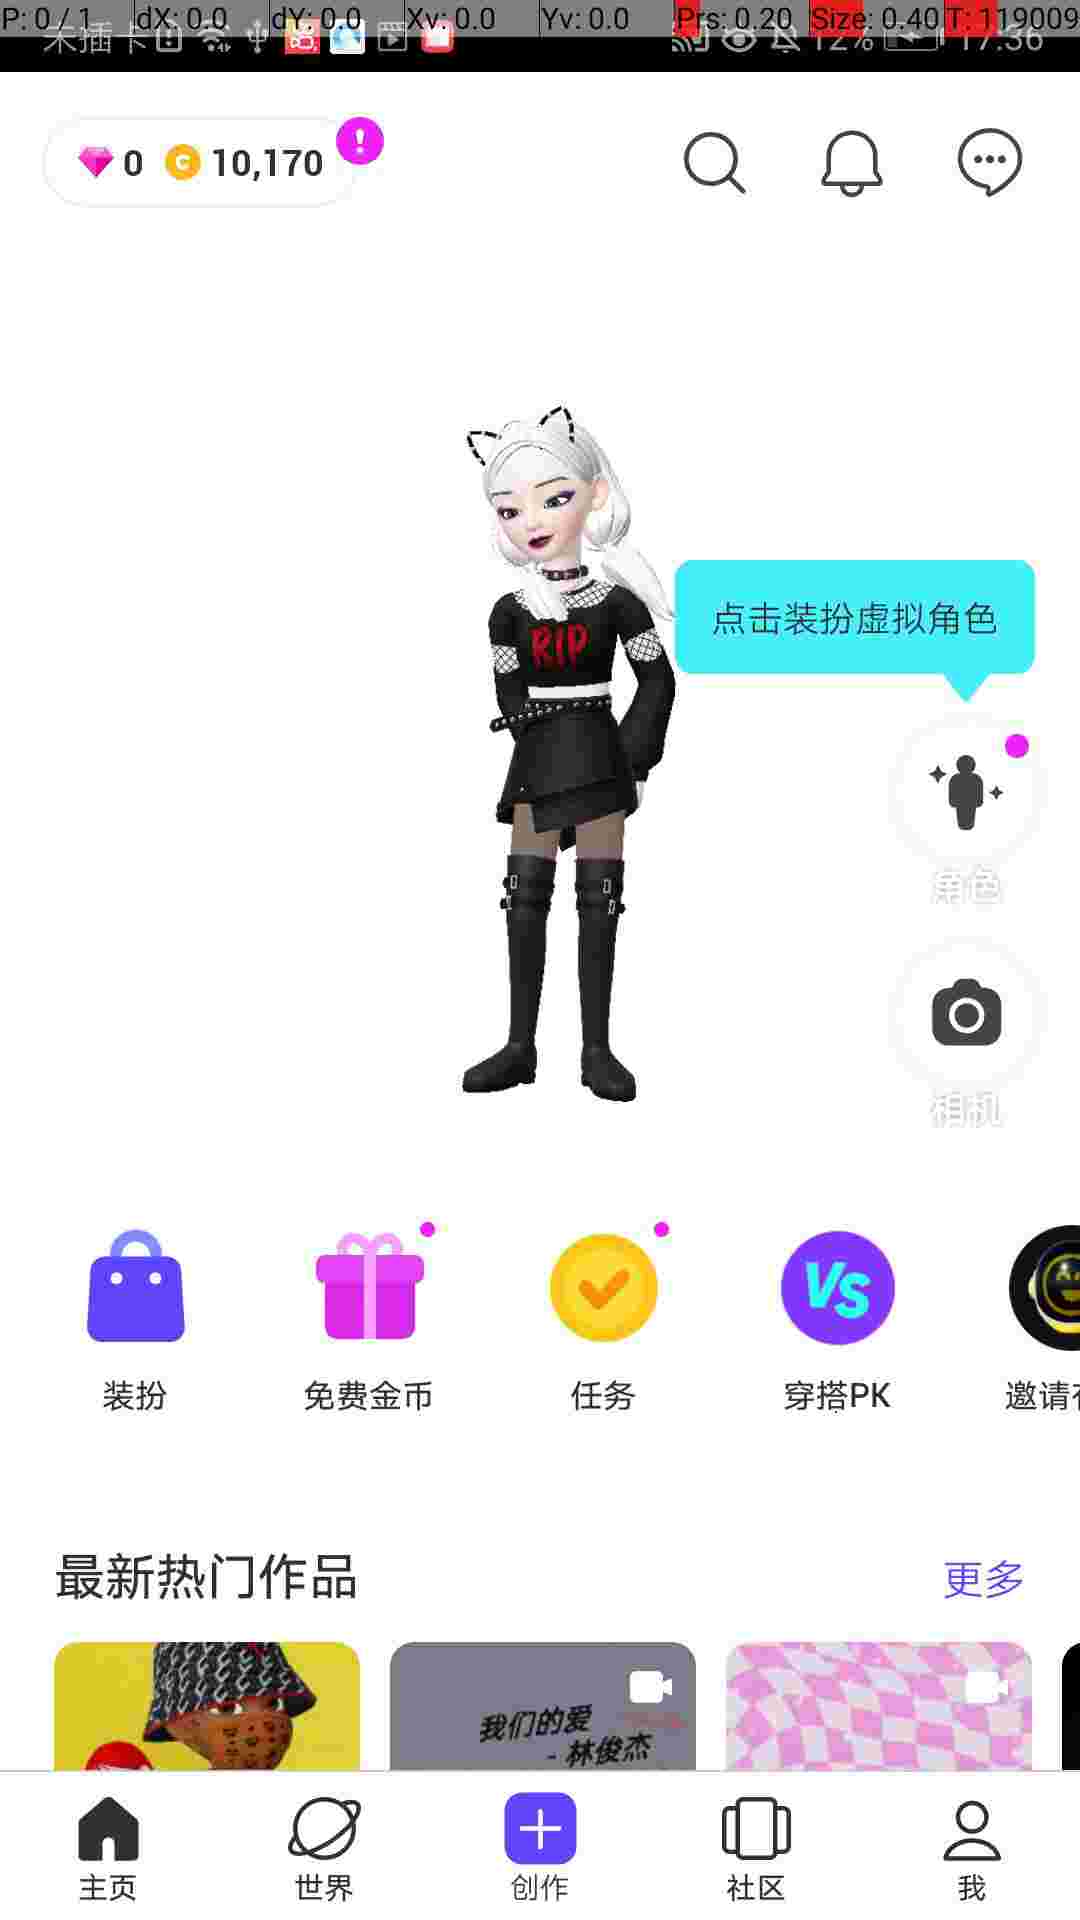 P: 0 / 1 dX: 0.0 dY: 0.0 Xv: 0.0 Yv: 0.0 Prs: 0.20 Size: 0.40 T: 119009
未插卡 12% 17:36
0 C 10,170 !
RIP
点击装扮虚拟角色
角色
相机
VS
装扮 免费金币 任务 穿搭PK 邀请
最新热门作品 更多
我们的爱
- 林俊杰
主页 世界 创作 社区 我